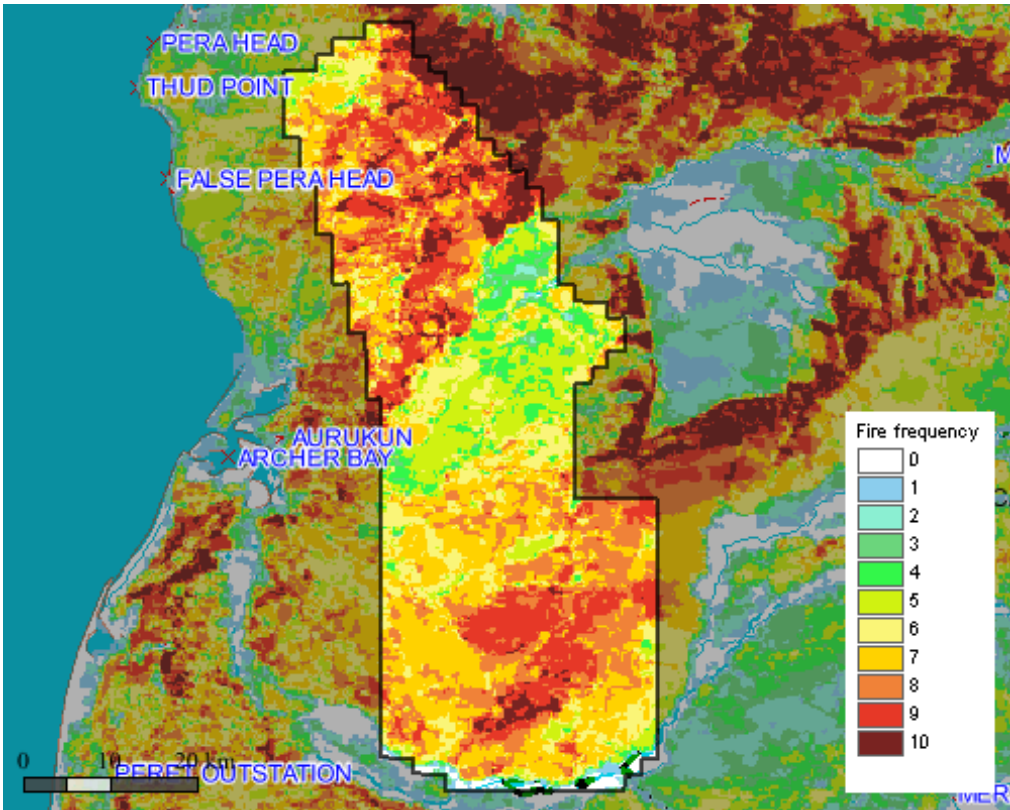 PERA HEAD
THUD POINT
M
FALSE PERA HEAD
AURUKUN
ARCHER BAY
Fire frequency
0
1
2
3
4
5
6
7
8
9
10
0 10 20 km
PERET OUTSTATION
MER